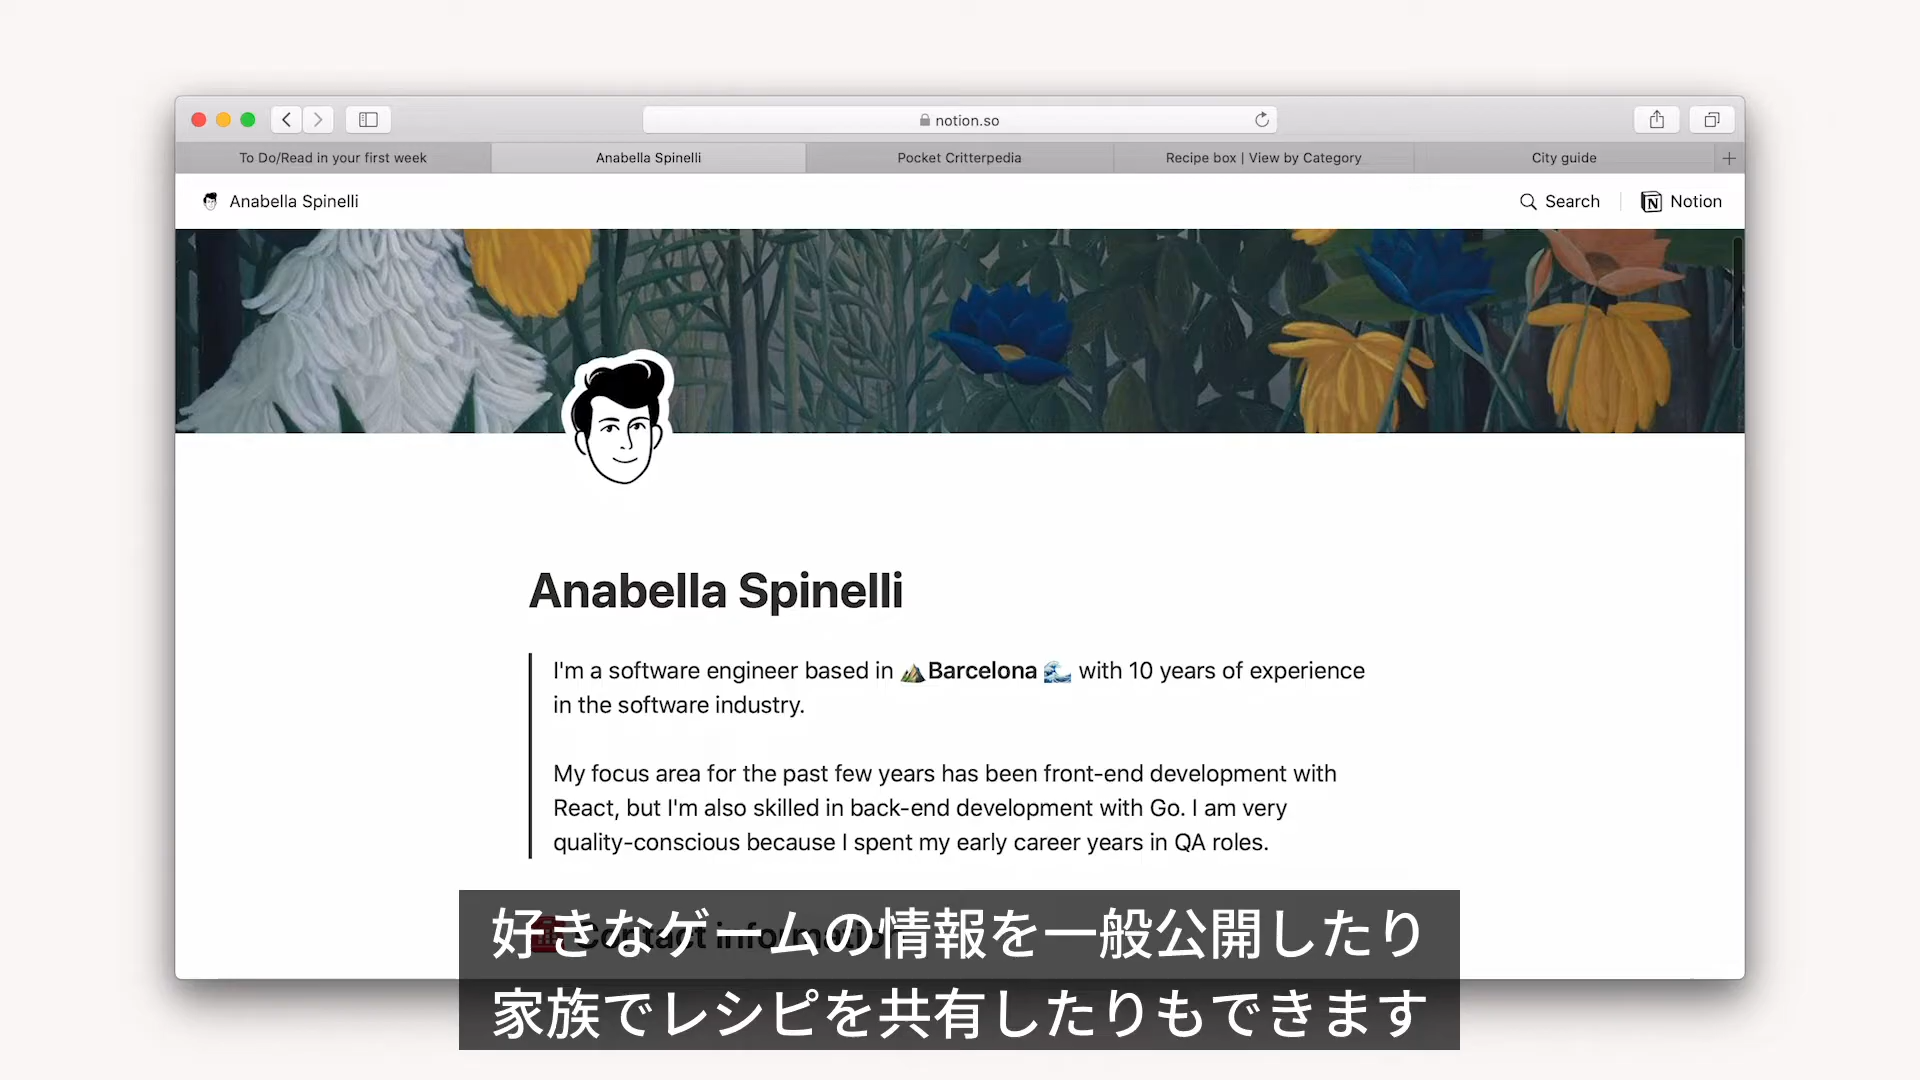 notion.so
To Do/Read in your first week
Anabella Spinelli
Pocket Critterpedia
Recipe box | View by Category
City guide
Anabella Spinelli
Search
Notion
Anabella Spinelli
I'm a software engineer based in ⛰️Barcelona 🌊 with 10 years of experience
in the software industry.
My focus area for the past few years has been front-end development with
React, but I'm also skilled in back-end development with Go. I am very
quality-conscious because I spent my early career years in QA roles.
Contact information
好きなゲームの情報を一般公開したり
家族でレシピを共有したりもできます